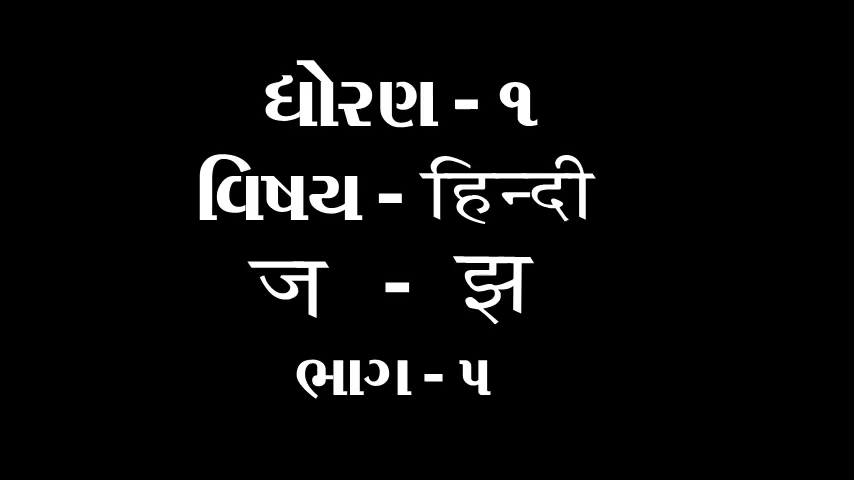 ધોરણ - ૧
વિષય - हिन्दी
ज - झ
ભાગ - ૫